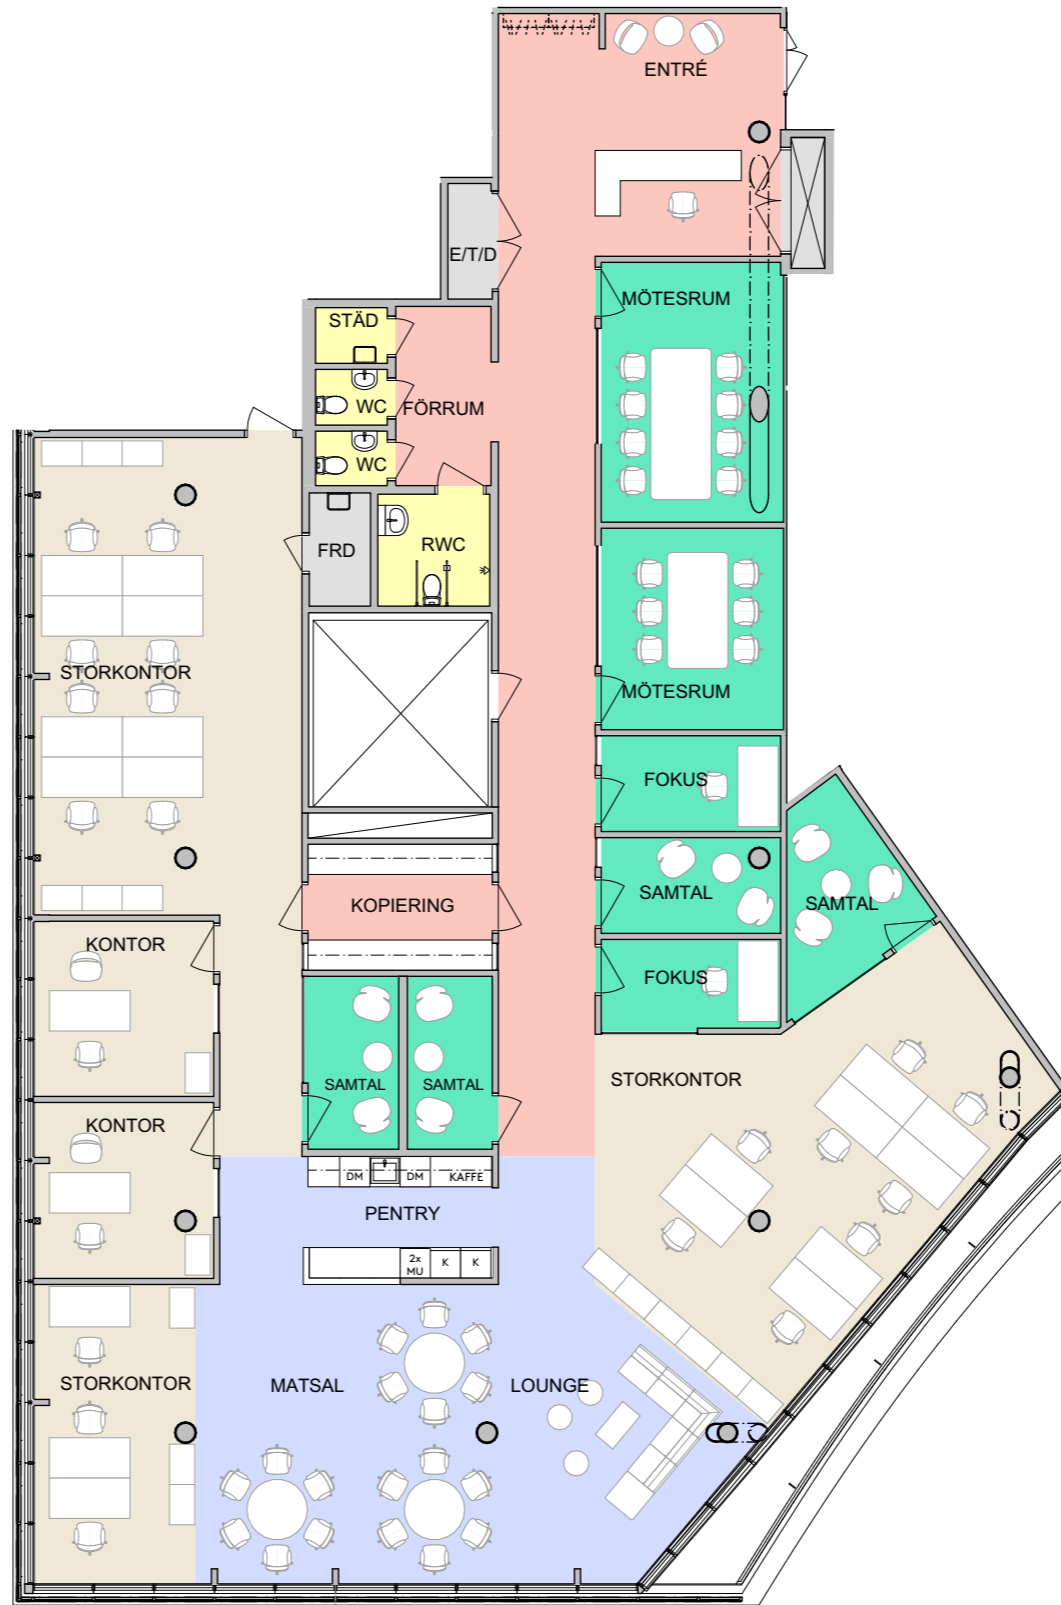 ENTRÉ
E/T/D
MÖTESRUM
STÄD
WC
FÖRRUM
WC
FRD
RWC
STORKONTOR
MÖTESRUM
FOKUS
SAMTAL
SAMTAL
KOPIERING
KONTOR
FOKUS
SAMTAL
SAMTAL
STORKONTOR
KONTOR
DM
DM
KAFFE
PENTRY
2x
MU
K
K
STORKONTOR
MATSAL
LOUNGE